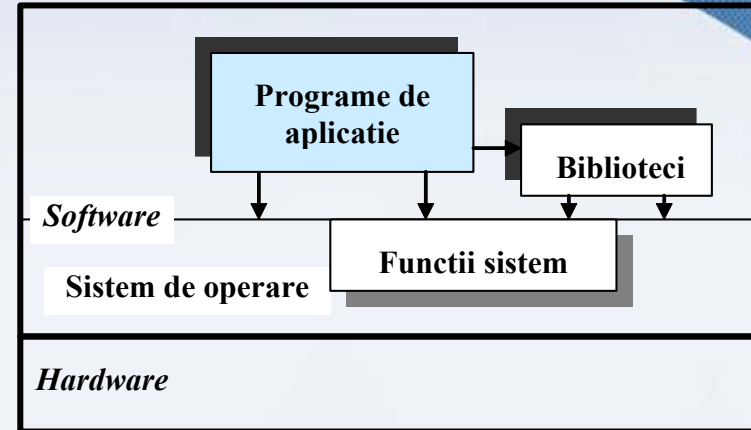 Programe de
aplicatie
Biblioteci
Software
Functii sistem
Sistem de operare
Hardware